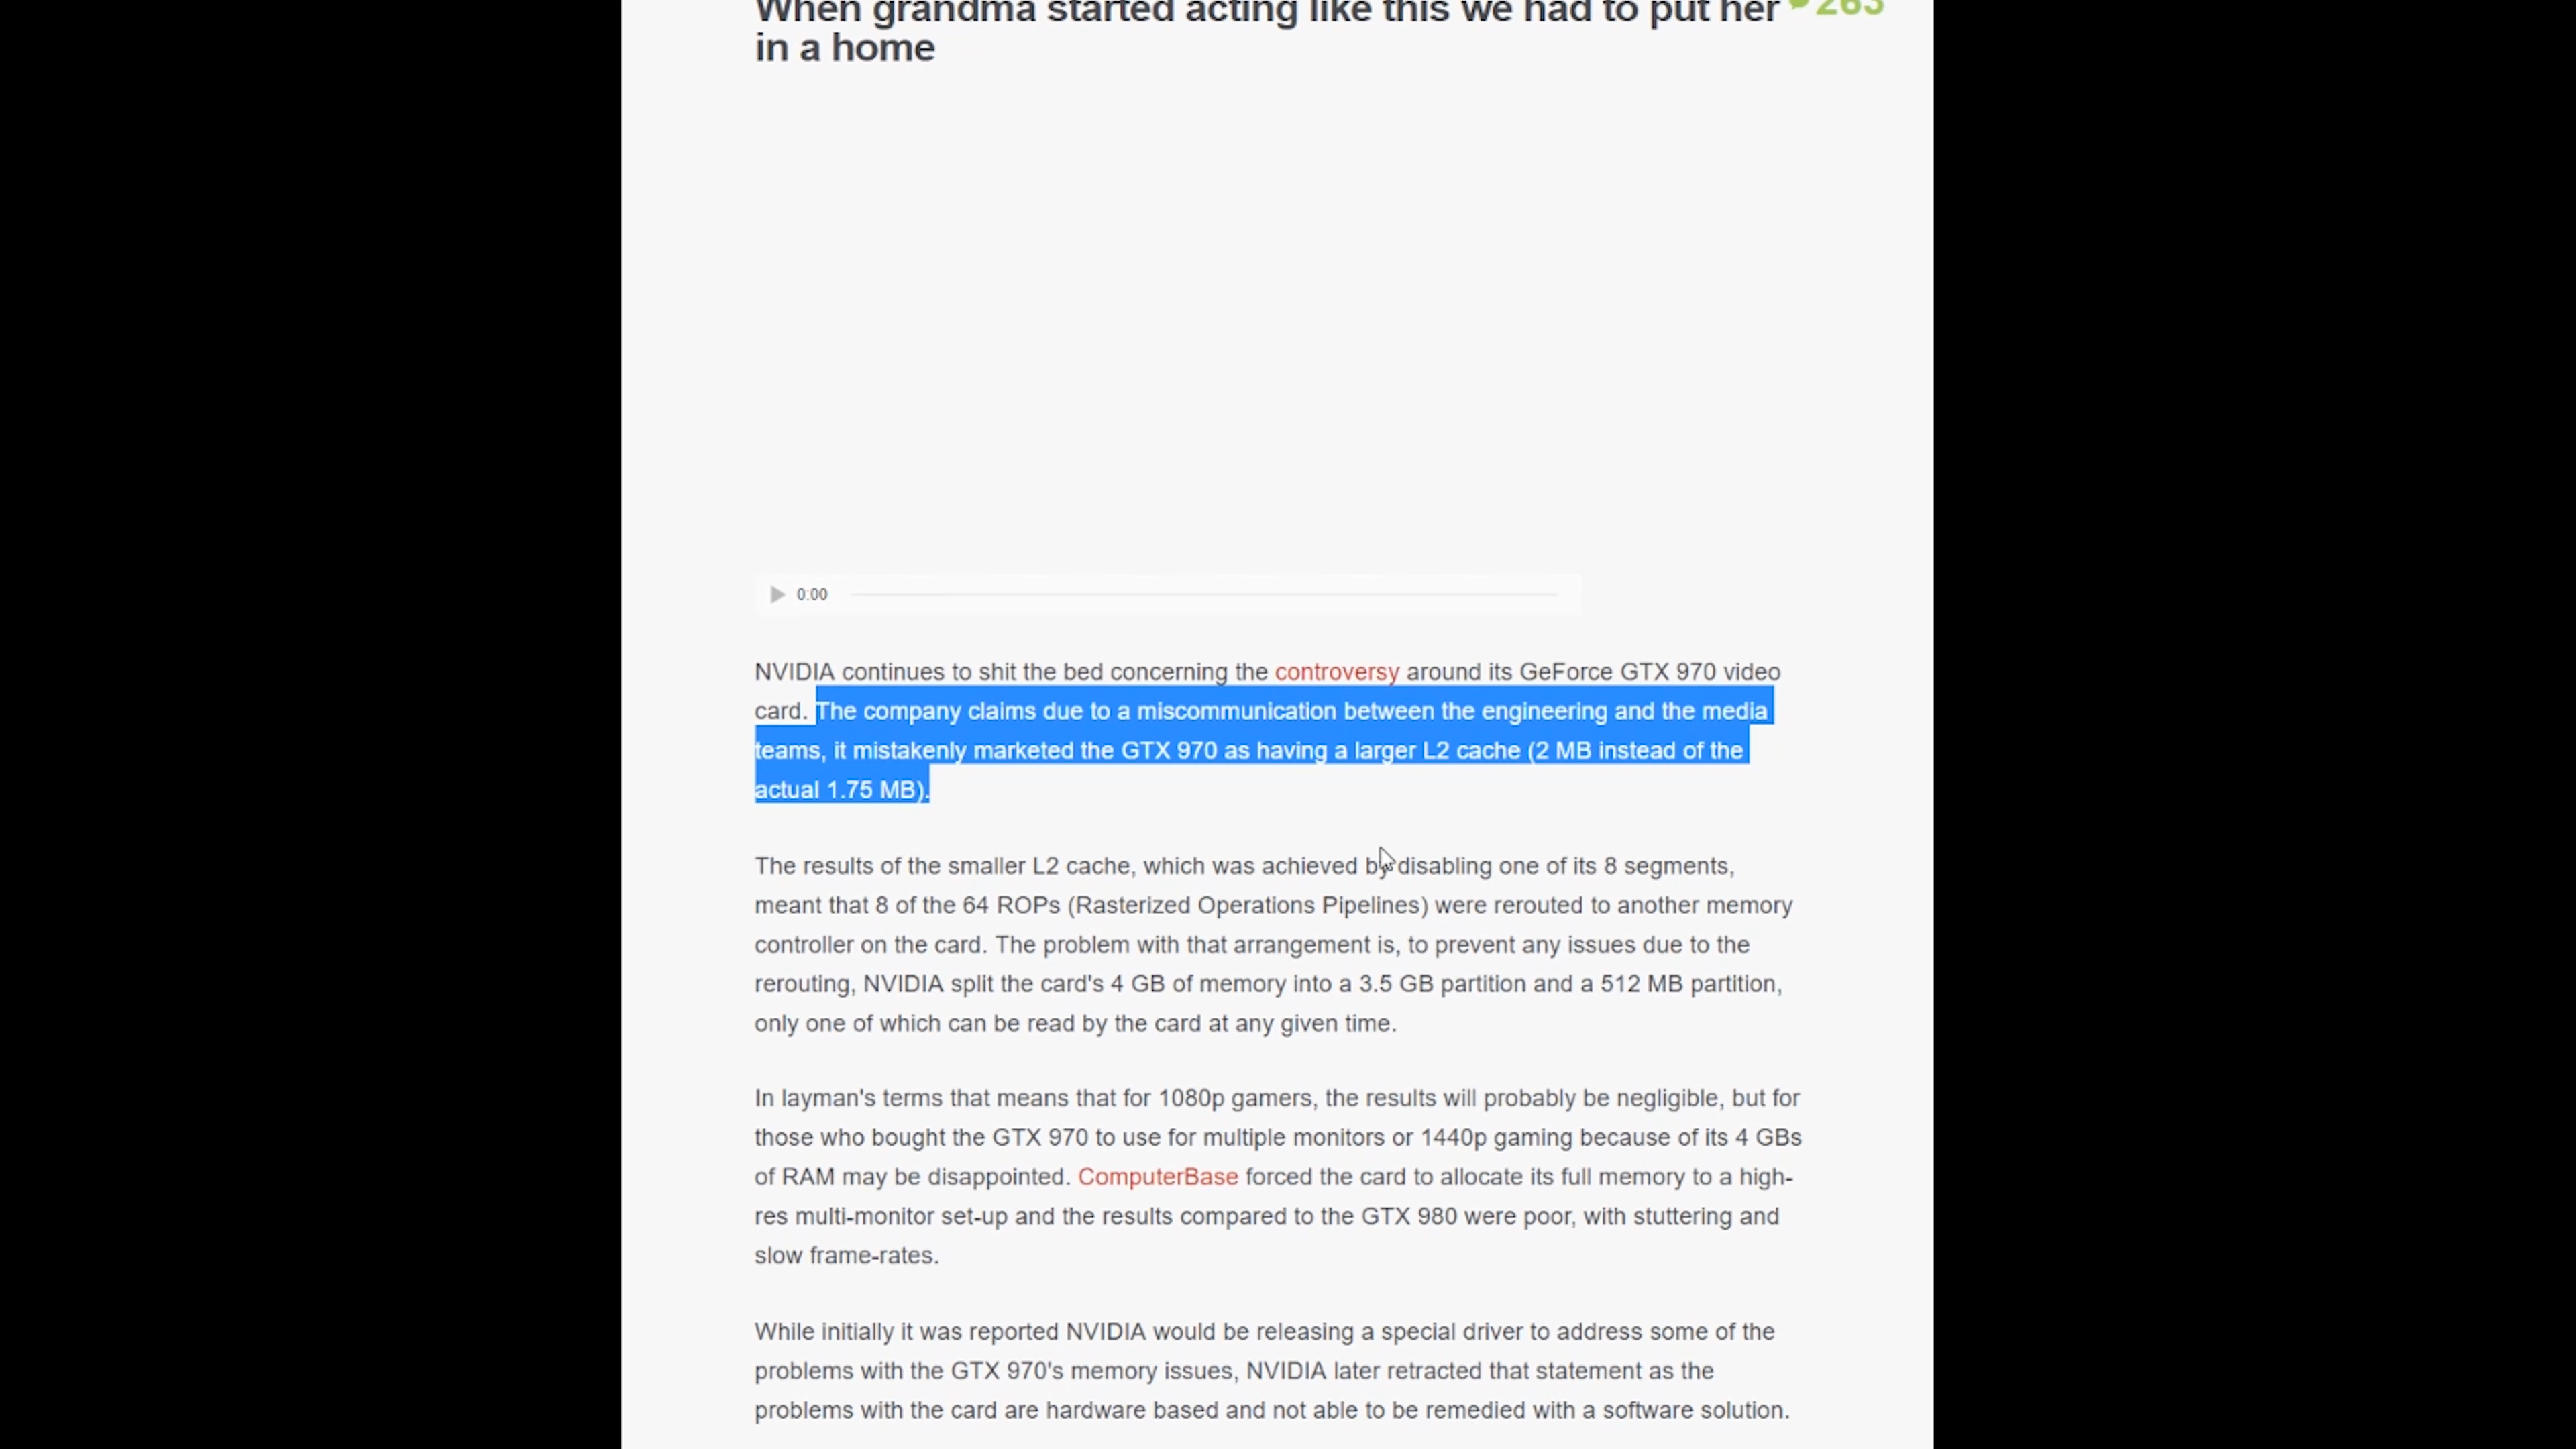 When grandma started acting like this we had to put her 263
in a home
0:00
NVIDIA continues to shit the bed concerning the controversy around its GeForce GTX 970 video
card. The company claims due to a miscommunication between the engineering and the media
teams, it mistakenly marketed the GTX 970 as having a larger L2 cache (2 MB instead of the
actual 1.75 MB).
The results of the smaller L2 cache, which was achieved by disabling one of its 8 segments,
meant that 8 of the 64 ROPs (Rasterized Operations Pipelines) were rerouted to another memory
controller on the card. The problem with that arrangement is, to prevent any issues due to the
rerouting, NVIDIA split the card's 4 GB of memory into a 3.5 GB partition and a 512 MB partition,
only one of which can be read by the card at any given time.
In layman's terms that means that for 1080p gamers, the results will probably be negligible, but for
those who bought the GTX 970 to use for multiple monitors or 1440p gaming because of its 4 GBs
of RAM may be disappointed. ComputerBase forced the card to allocate its full memory to a high-
res multi-monitor set-up and the results compared to the GTX 980 were poor, with stuttering and
slow frame-rates.
While initially it was reported NVIDIA would be releasing a special driver to address some of the
problems with the GTX 970's memory issues, NVIDIA later retracted that statement as the
problems with the card are hardware based and not able to be remedied with a software solution.